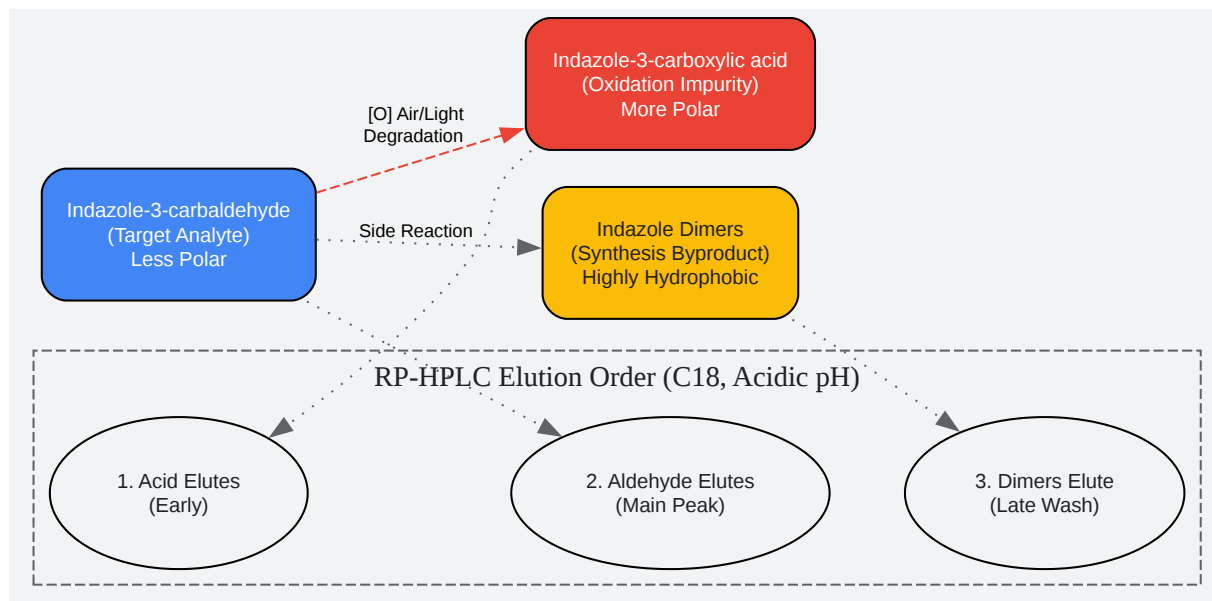 Indazole-3-carboxylic acid
(Oxidation Impurity)
More Polar
[O] Air/Light
Degradation
Indazole-3-carbaldehyde
(Target Analyte)
Less Polar
Side Reaction
Indazole Dimers
(Synthesis Byproduct)
Highly Hydrophobic
RP-HPLC Elution Order (C18, Acidic pH)
1. Acid Elutes
(Early)
2. Aldehyde Elutes
(Main Peak)
3. Dimers Elute
(Late Wash)